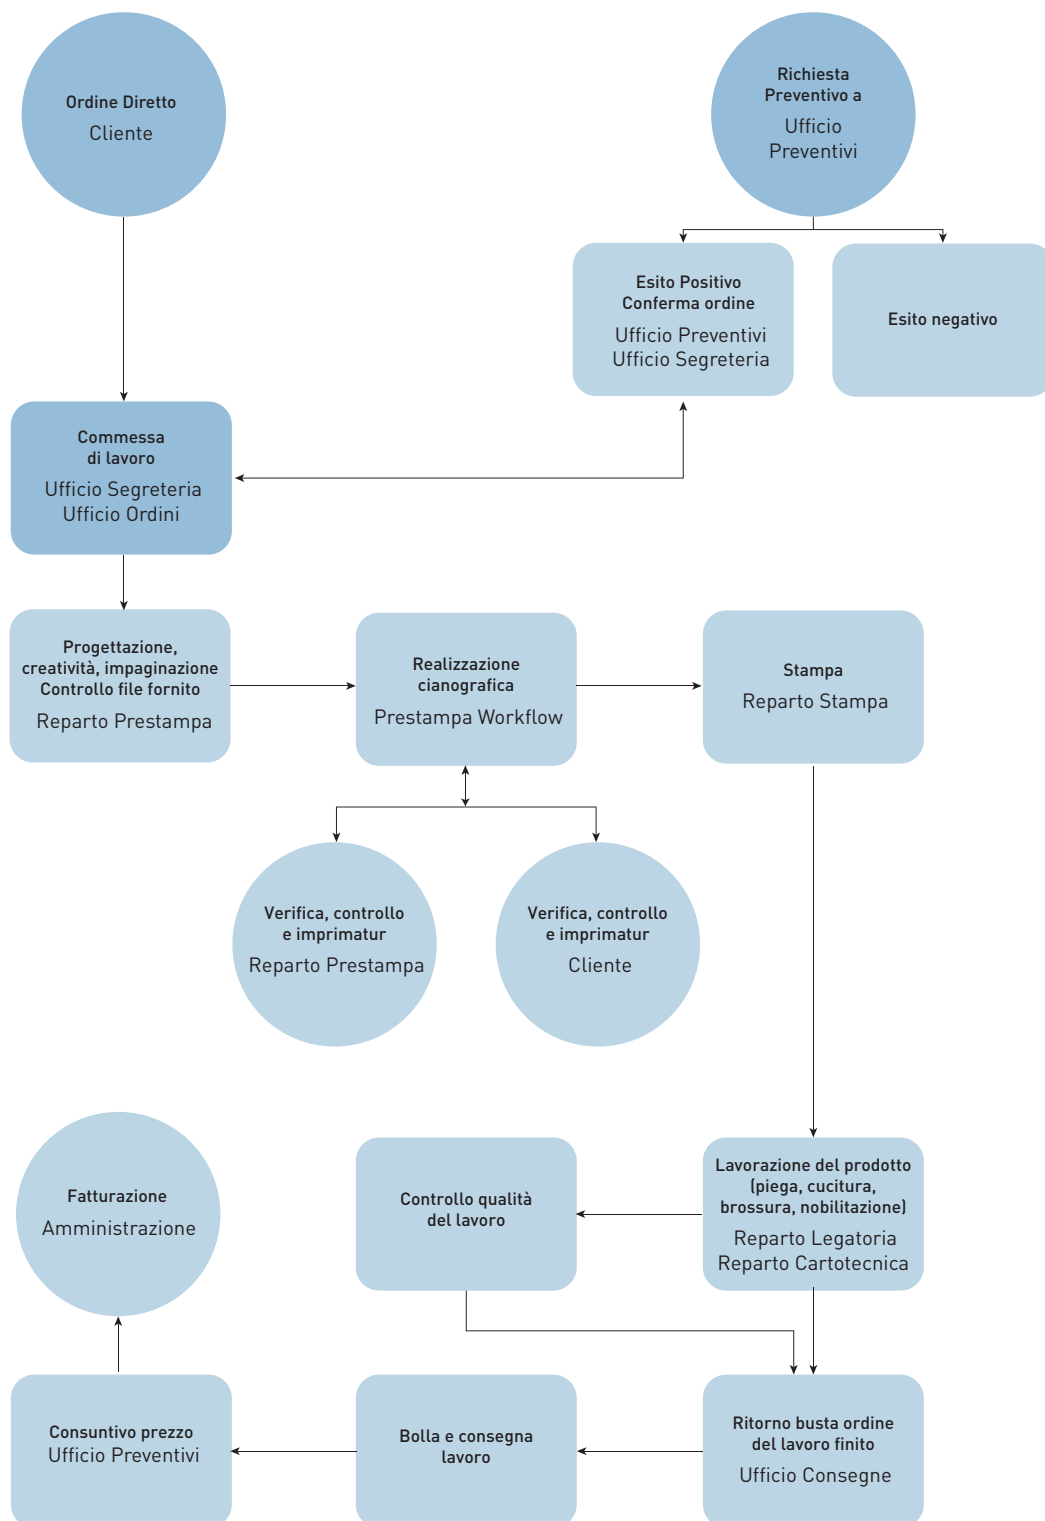 Ordine Diretto
Cliente
Richiesta
Preventivo a
Ufficio
Preventivi
Esito Positivo
Conferma ordine
Ufficio Preventivi
Ufficio Segreteria
Esito negativo
Commessa
di lavoro
Ufficio Segreteria
Ufficio Ordini
Progettazione,
creatività, impaginazione
Controllo file fornito
Reparto Prestampa
Realizzazione
cianografica
Prestampa Workflow
Stampa
Reparto Stampa
Verifica, controllo
e imprimatur
Reparto Prestampa
Verifica, controllo
e imprimatur
Cliente
Fatturazione
Amministrazione
Controllo qualità
del lavoro
Lavorazione del prodotto
(piega, cucitura,
brossura, nobilitazione)
Reparto Legatoria
Reparto Cartotecnica
Consuntivo prezzo
Ufficio Preventivi
Bolla e consegna
lavoro
Ritorno busta ordine
del lavoro finito
Ufficio Consegne